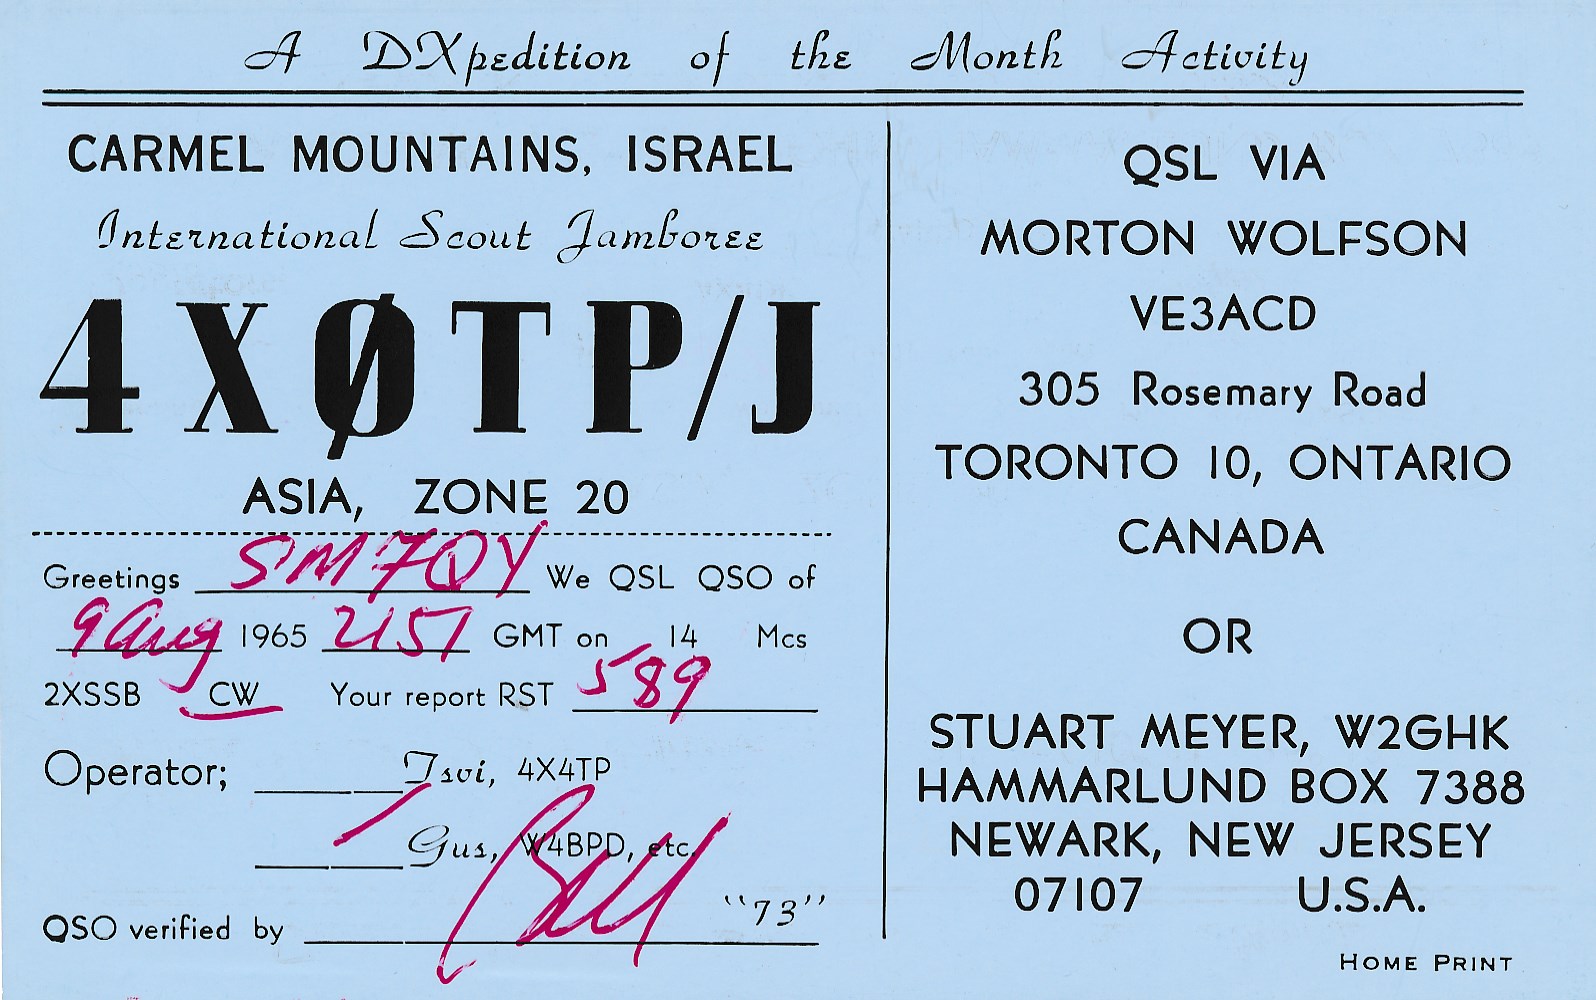 A DXpedition of the Month Activity
CARMEL MOUNTAINS, ISRAEL
International Scout Jamboree
4XØTP/J
ASIA, ZONE 20
Greetings SM7QY We QSL QSO of
9 Aug 1965 2151 GMT on 14 Mcs
2XSSB CW Your report RST 589
Operator; Tsvi, 4X4TP
Gus, W4BPD, etc.
"73"
QSO verified by Bill
QSL VIA
MORTON WOLFSON
VE3ACD
305 Rosemary Road
TORONTO 10, ONTARIO
CANADA
OR
STUART MEYER, W2GHK
HAMMARLUND BOX 7388
NEWARK, NEW JERSEY
07107 U.S.A.
HOME PRINT